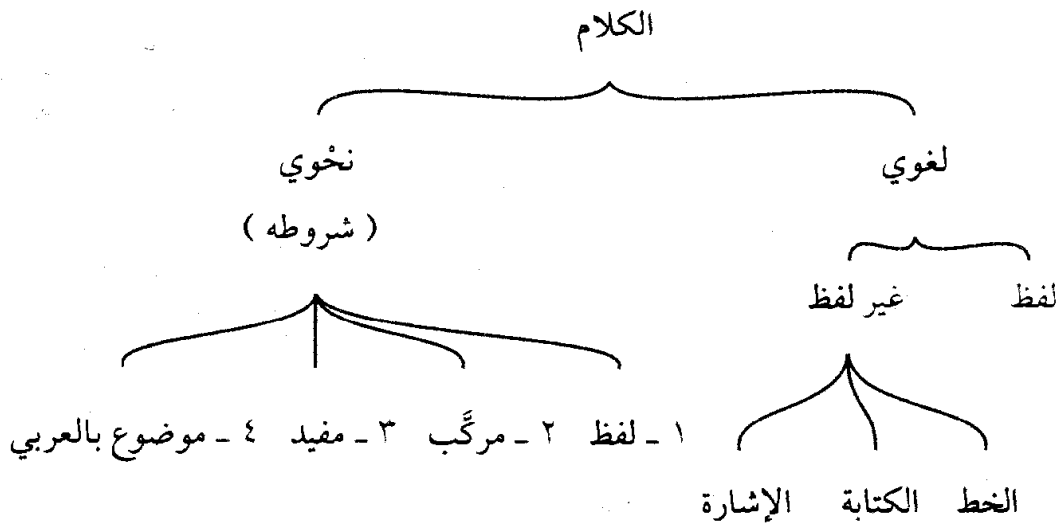 الكلام
لغوي نحْوي
( شروطه )
لفظ غير لفظ
١ ـ لفظ ٢ ـ مركَّب ٣ ـ مفيد ٤ ـ موضوع بالعربي
الخط الكتابة الإشارة